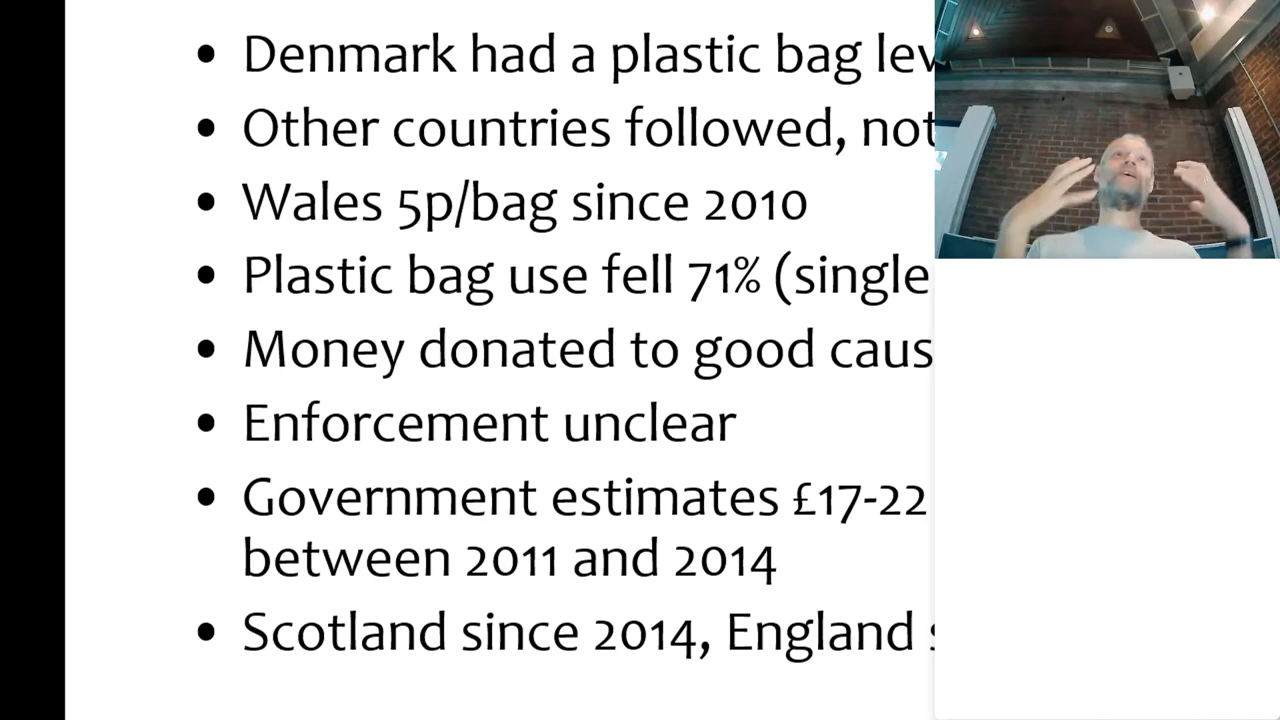 • Denmark had a plastic bag lev
• Other countries followed, not
• Wales 5p/bag since 2010
• Plastic bag use fell 71% (single
• Money donated to good caus
• Enforcement unclear
• Government estimates £17-22
between 2011 and 2014
• Scotland since 2014, England